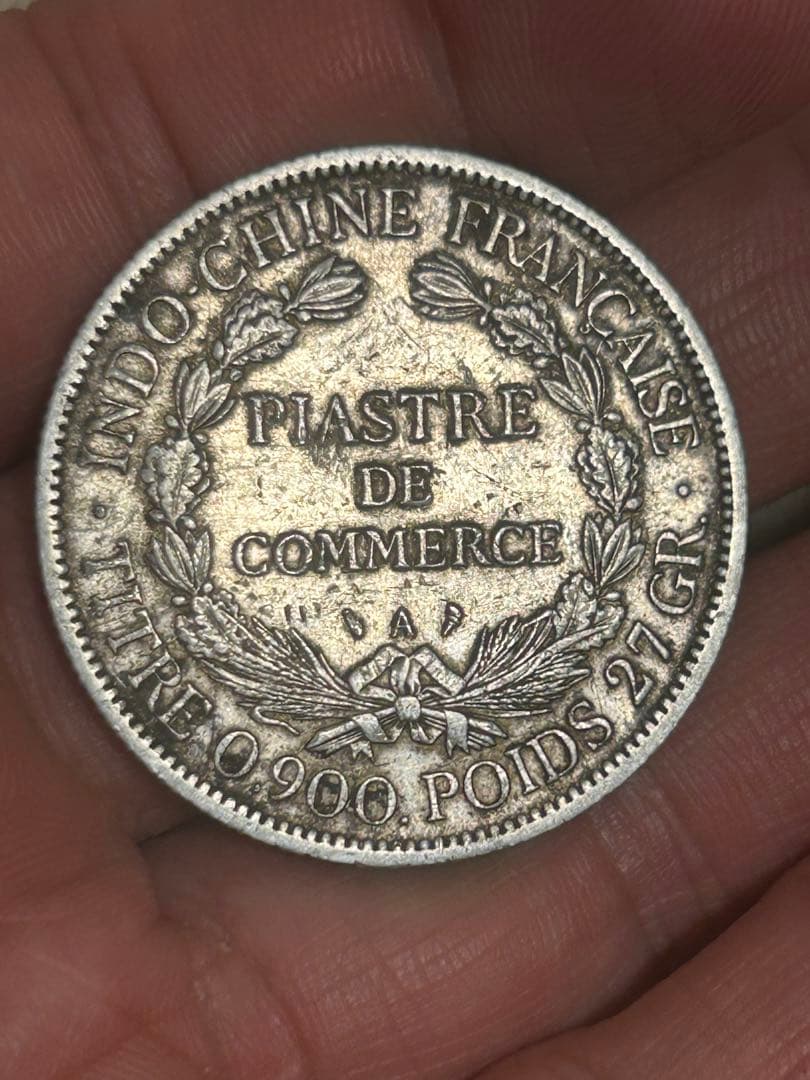 INDO-CHINE FRANÇAISE
PIASTRE
DE
COMMERCE
A
TITRE 0,900. POIDS 27 GR.